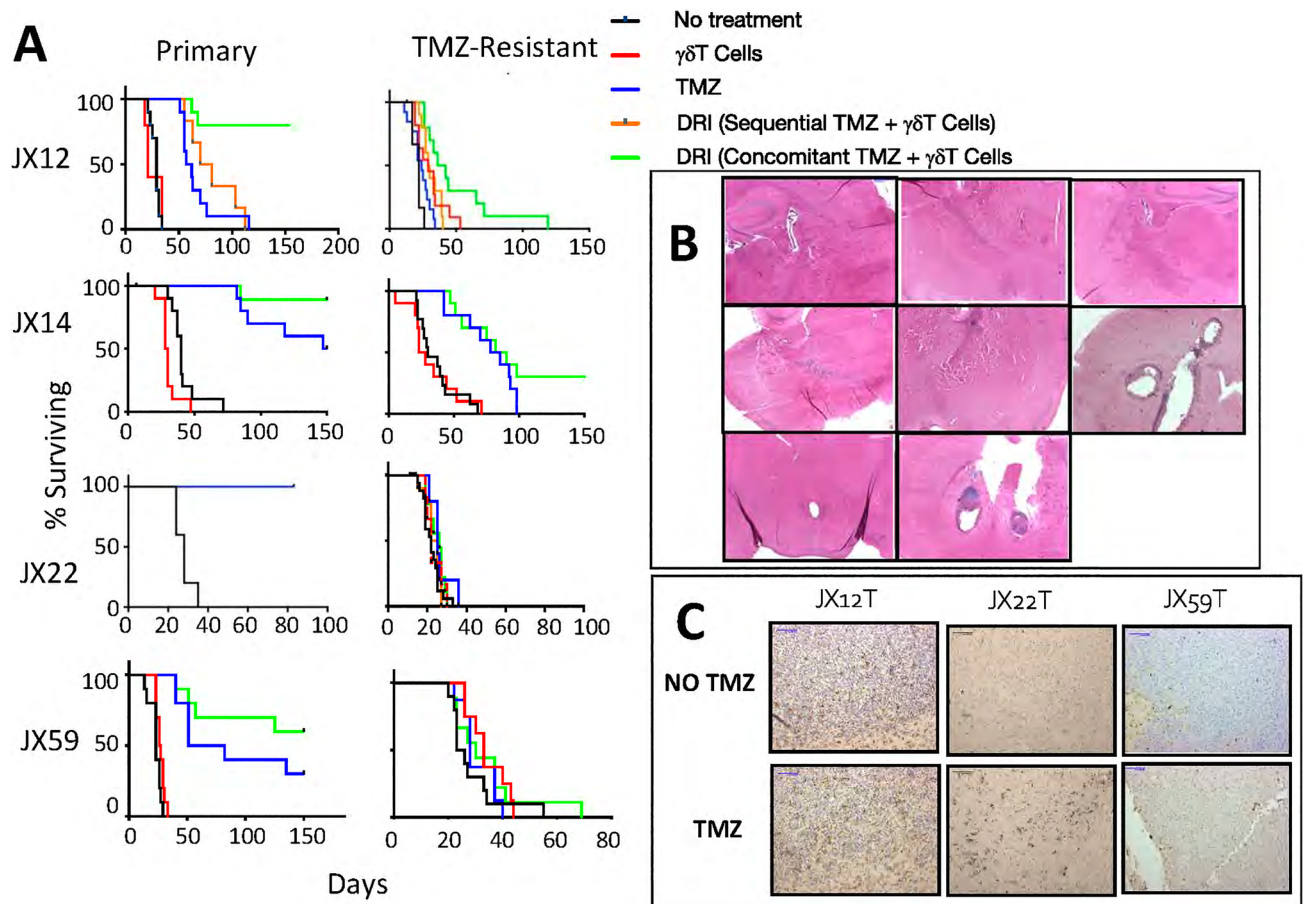 A
Primary
TMZ-Resistant
No treatment
γδT Cells
TMZ
DRI (Sequential TMZ + γδT Cells)
DRI (Concomitant TMZ + γδT Cells
% Surviving
JX12
100
50
0
0 50 100 150 200
0 50 100 150
JX14
100
50
0
0 50 100 150
0 50 100 150
JX22
100
50
0
0 20 40 60 80 100
0 20 40 60 80 100
JX59
100
50
0
0 50 100 150
0 20 40 60 80
Days
B
C
JX12T JX22T JX59T
NO TMZ
TMZ